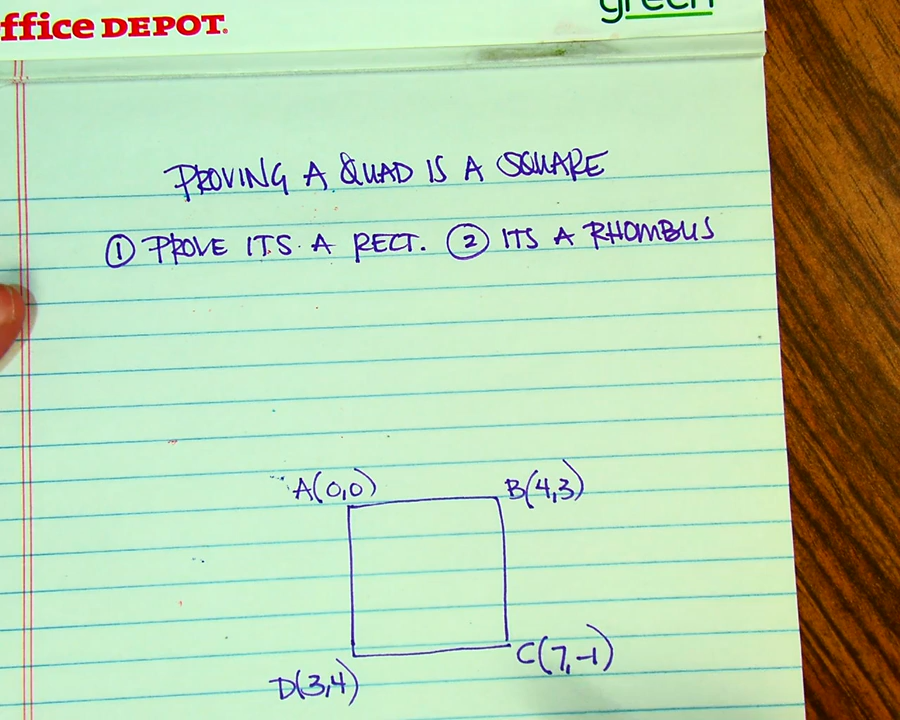 ffice DEPOT.
green
PROVING A QUAD IS A SQUARE
① PROVE ITS A RECT. ② ITS A RHOMBUS
A(0,0) B(4,3)
D(3,4) C(7,-1)